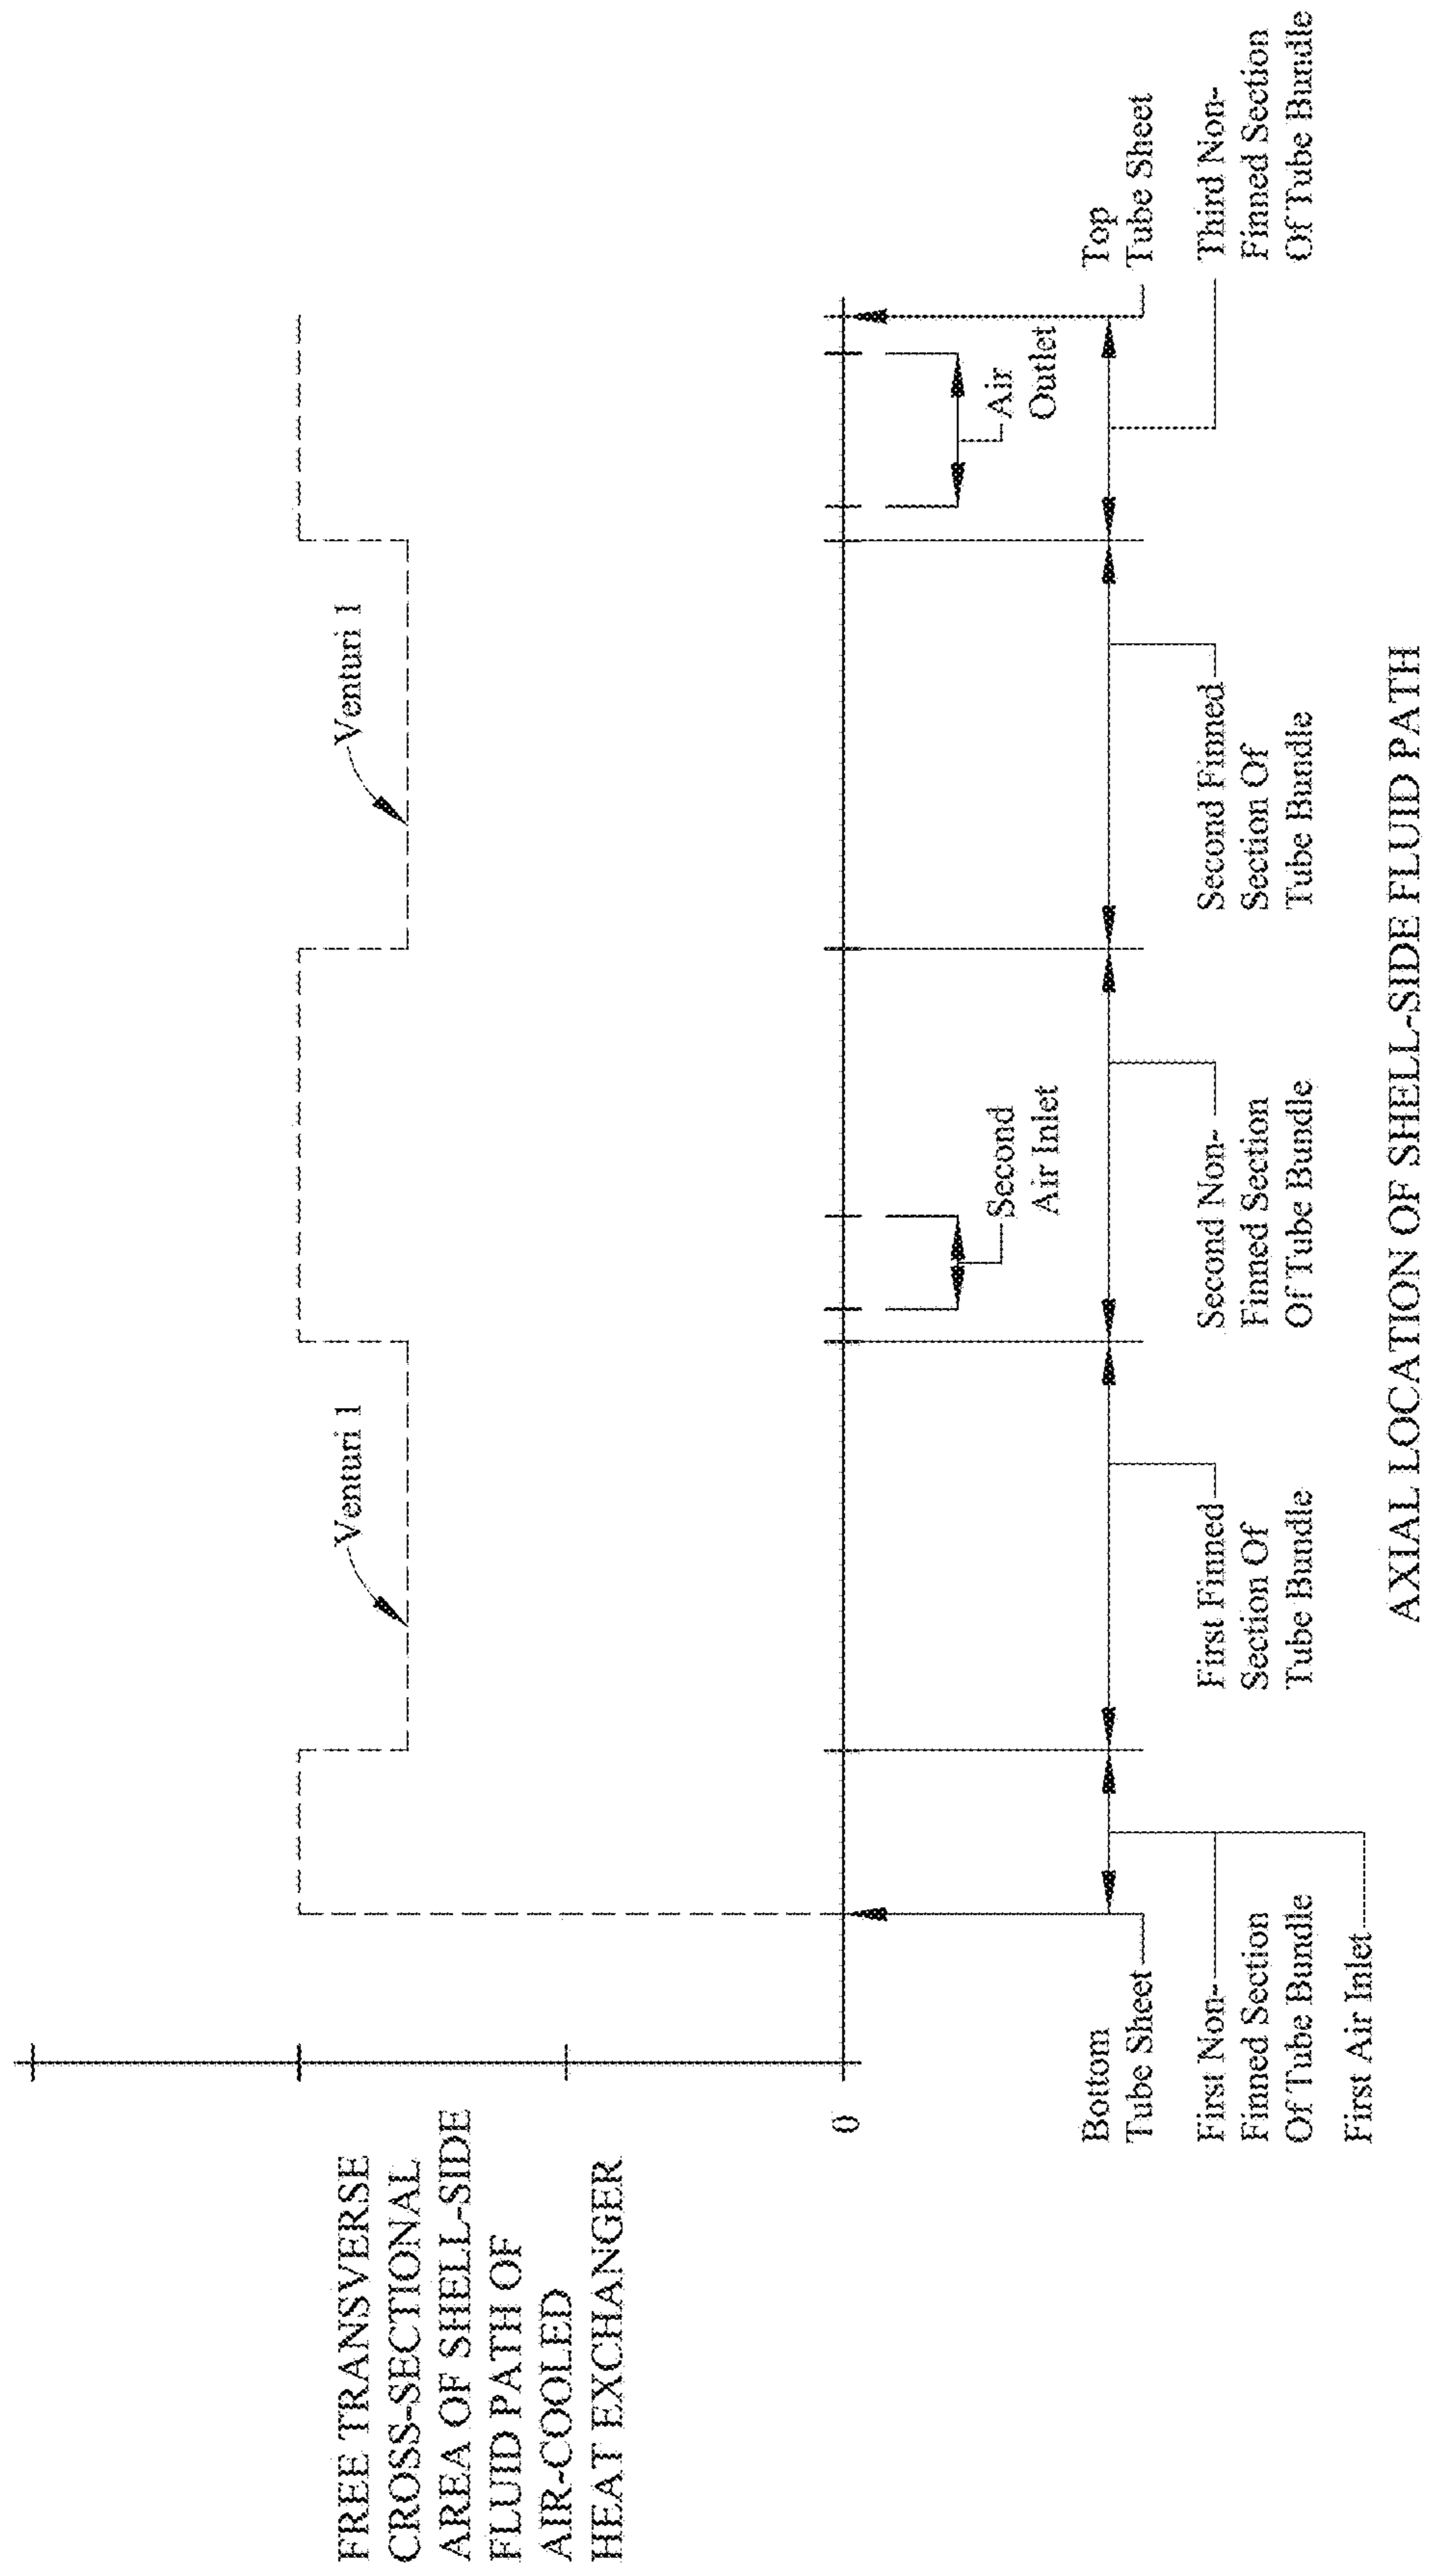 FREE TRANSVERSE
CROSS-SECTIONAL
AREA OF SHELL-SIDE
FLUID PATH OF
AIR-COOLED
HEAT EXCHANGER
Venturi 1
Venturi 1
0
Second
Air Inlet
Air
Outlet
Bottom
Tube Sheet
Top
Tube Sheet
First Non-
Finned Section
Of Tube Bundle
First Air Inlet
First Finned
Section Of
Tube Bundle
Second Non-
Finned Section
Of Tube Bundle
Second Finned
Section Of
Tube Bundle
Third Non-
Finned Section
Of Tube Bundle
AXIAL LOCATION OF SHELL-SIDE FLUID PATH